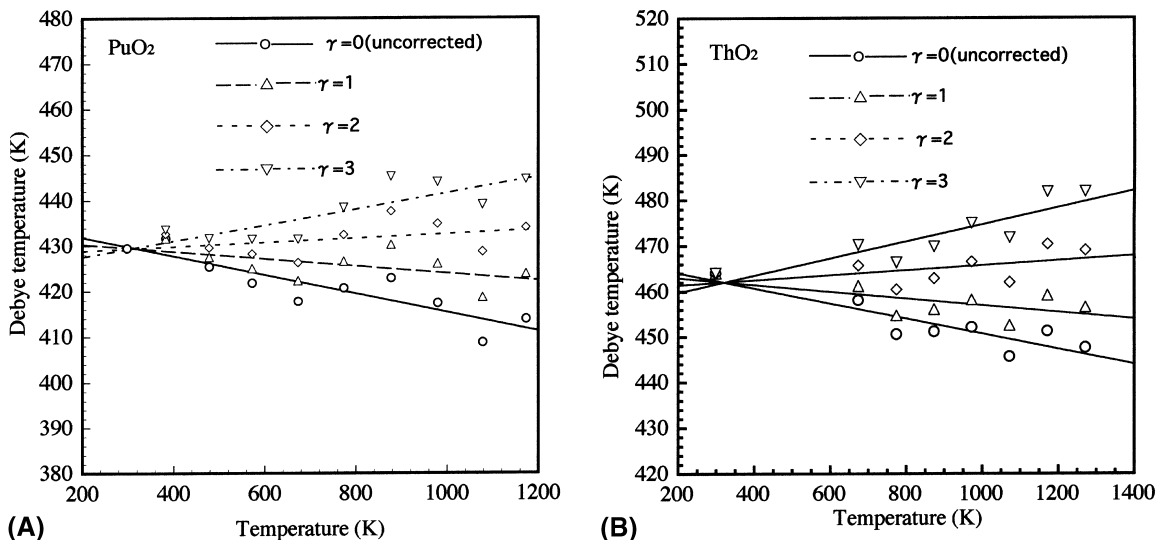 480
PuO2
γ=0(uncorrected)
470
γ=1
460
γ=2
450
γ=3
440
430
420
410
400
390
380
200
400
600
800
1000
1200
Debye temperature (K)
Temperature (K)
(A)
520
ThO2
γ=0(uncorrected)
510
γ=1
500
γ=2
490
γ=3
480
470
460
450
440
430
420
200
400
600
800
1000
1200
1400
Debye temperature (K)
Temperature (K)
(B)